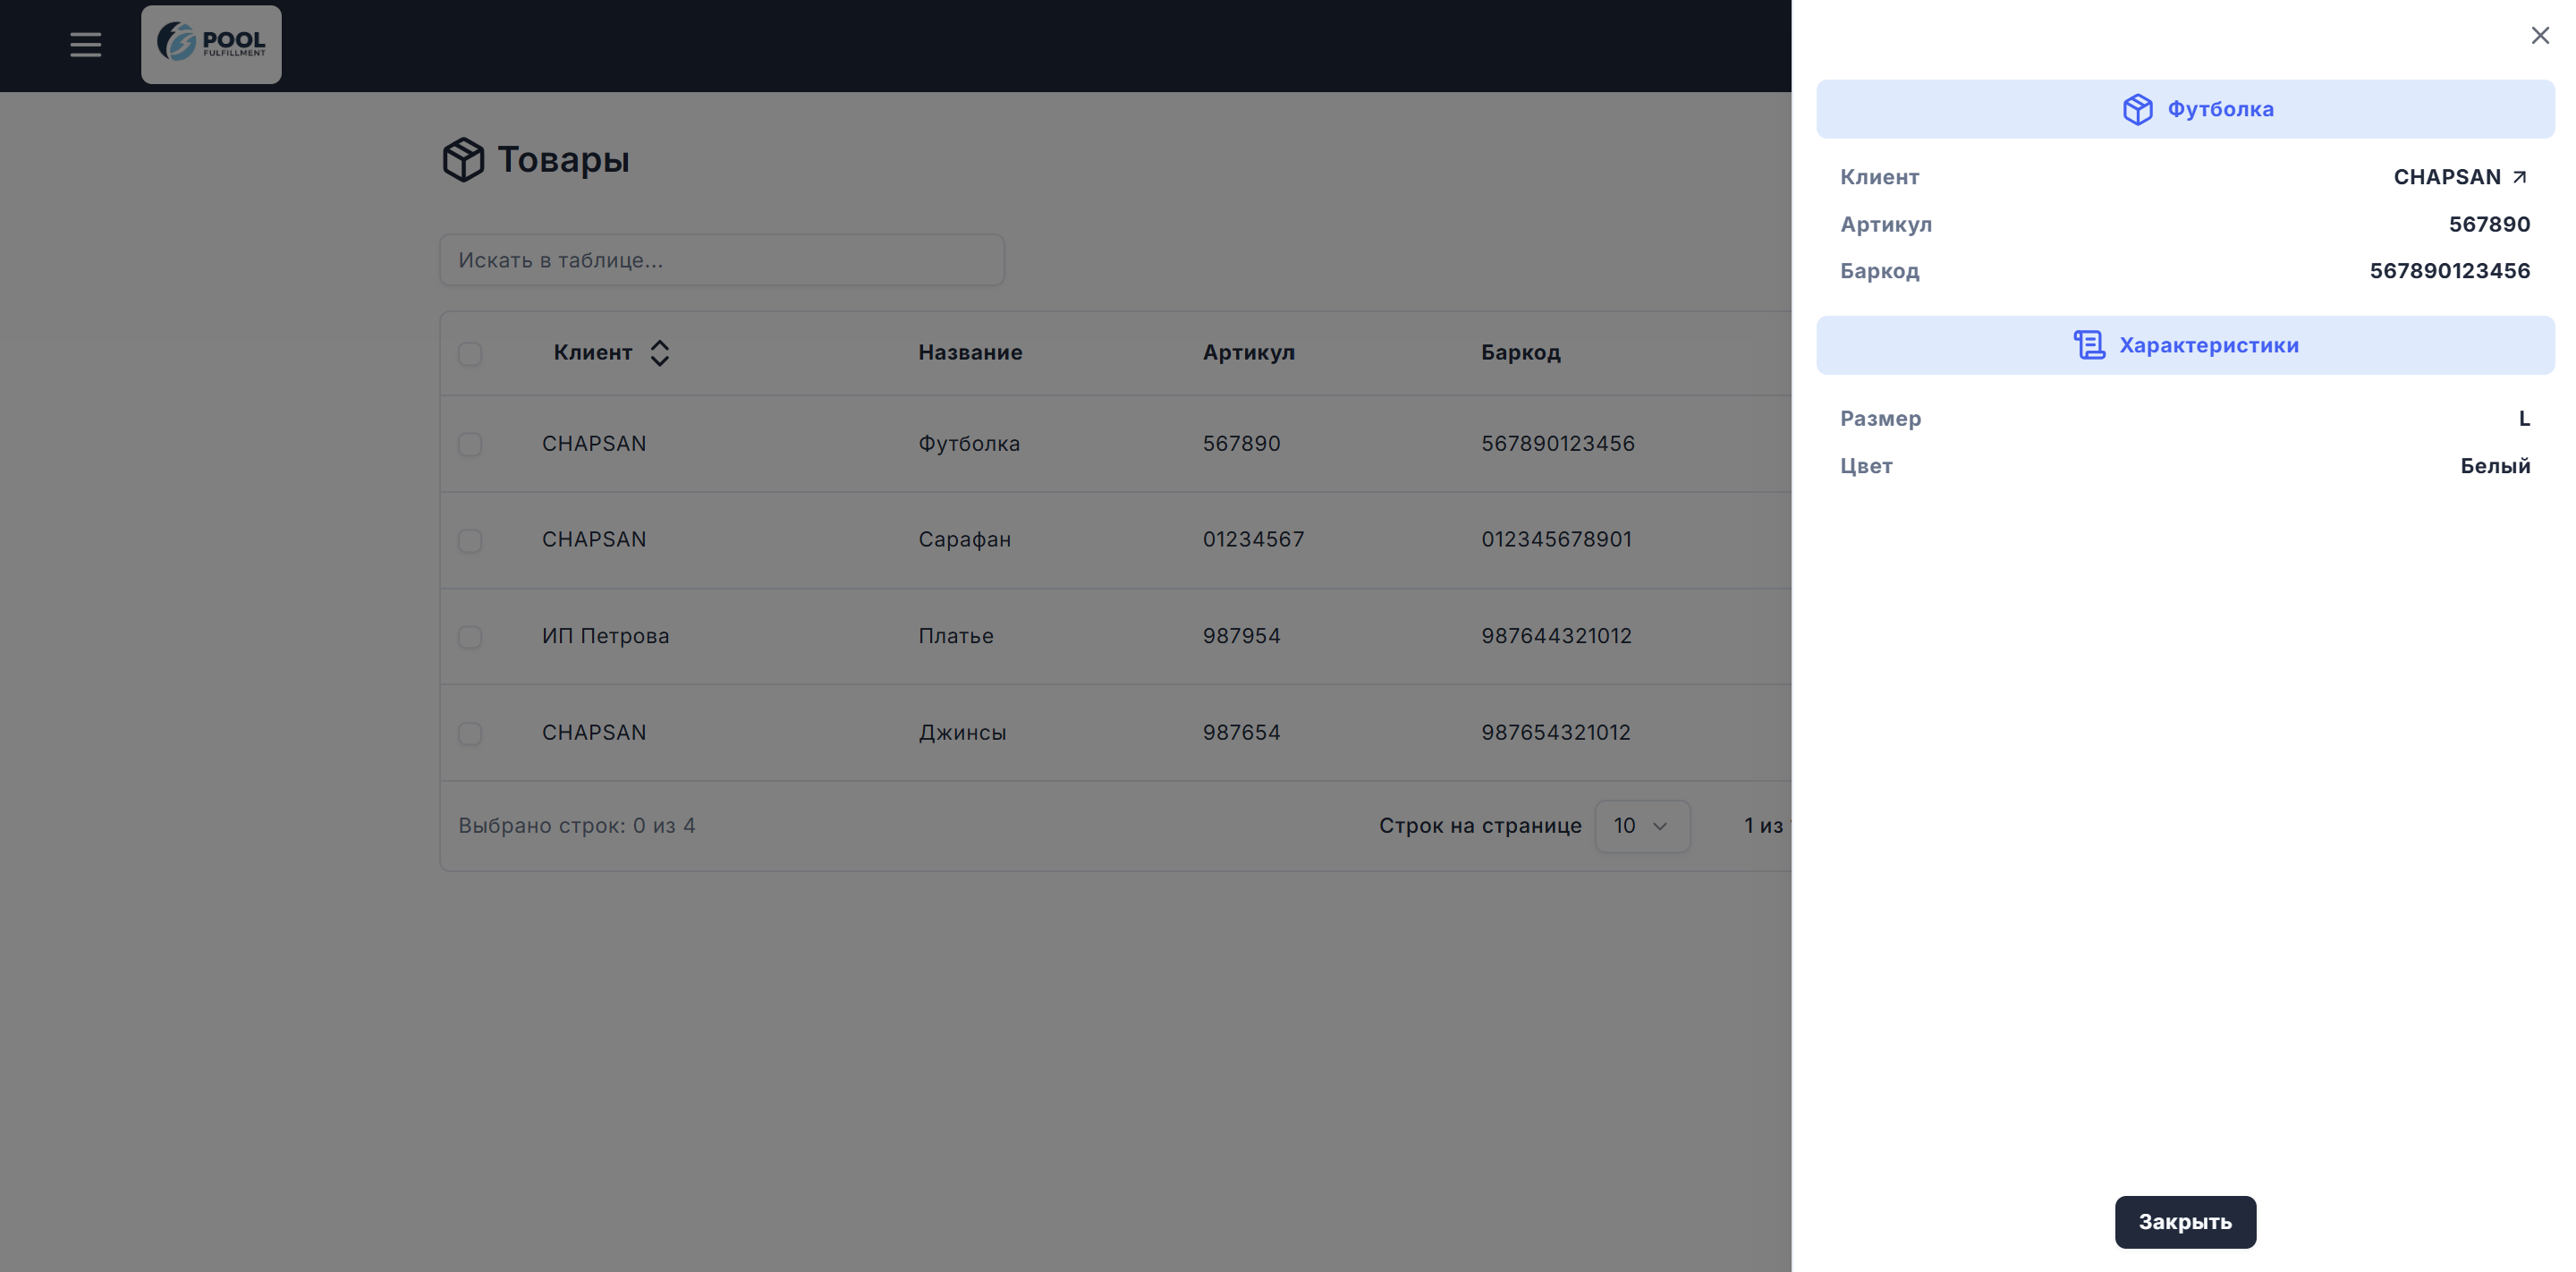 POOL
FULFILLMENT
Товары
Искать в таблице...
Клиент Название Артикул Баркод
CHAPSAN Футболка 567890 567890123456
CHAPSAN Сарафан 01234567 012345678901
ИП Петрова Платье 987954 987644321012
CHAPSAN Джинсы 987654 987654321012
Выбрано строк: 0 из 4 Строк на странице 10 1 из
Футболка
Клиент CHAPSAN
Артикул 567890
Баркод 567890123456
Характеристики
Размер L
Цвет Белый
Закрыть